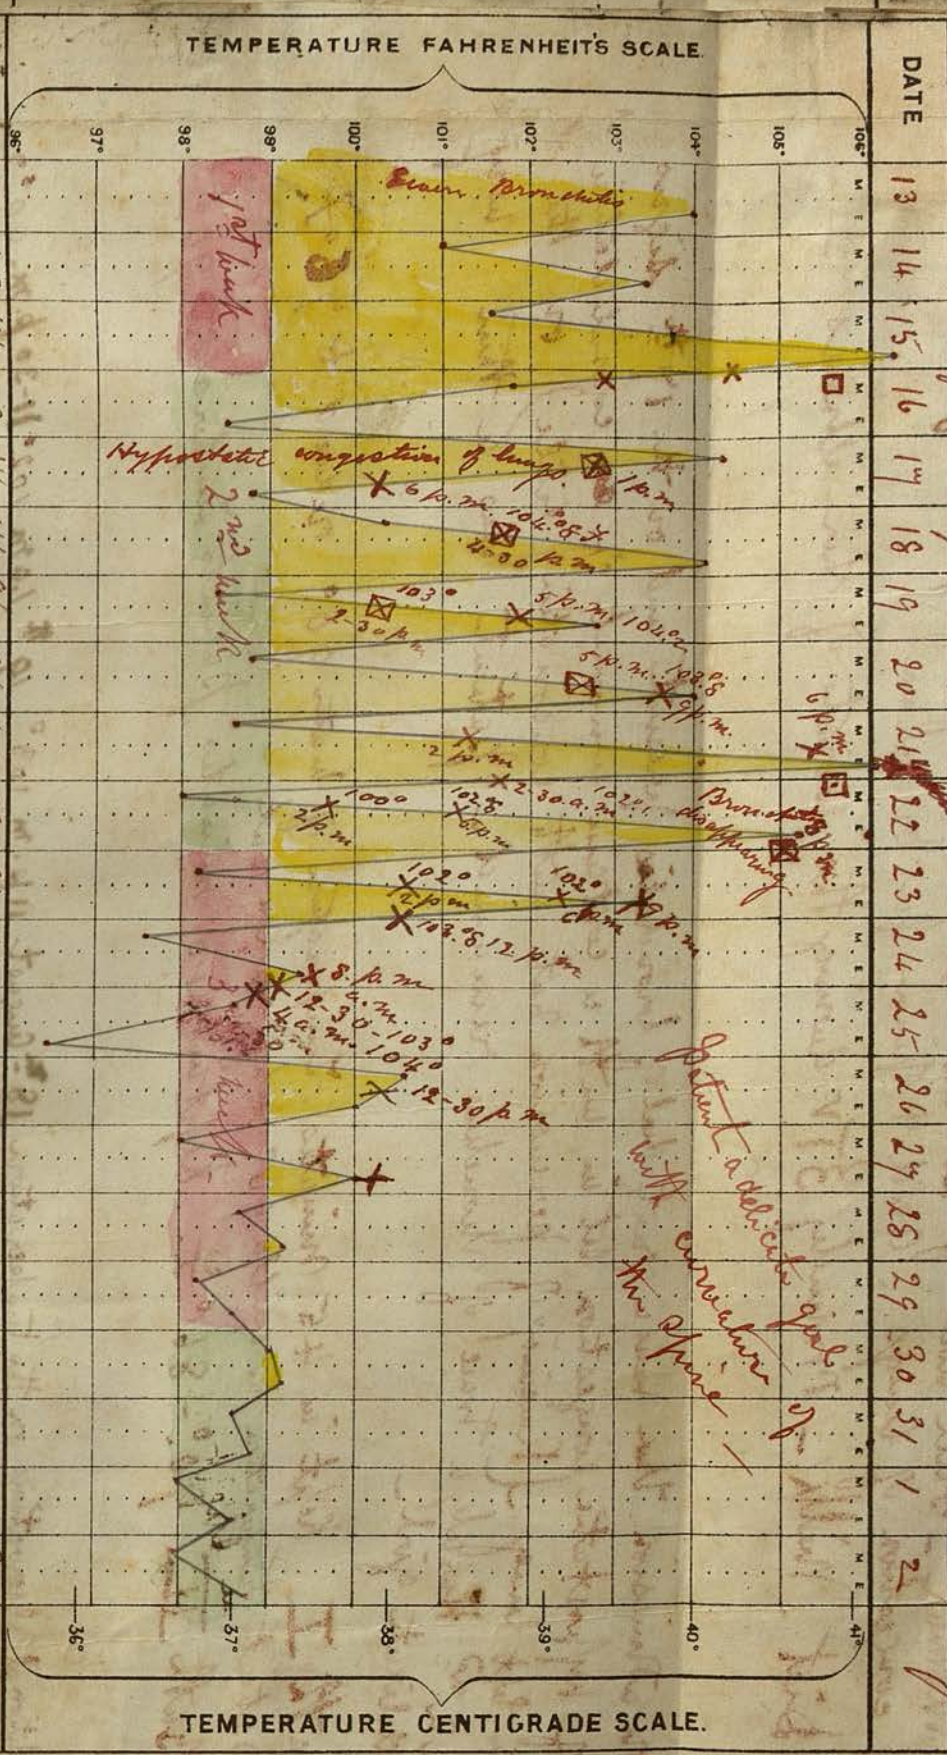 TEMPERATURE FAHRENHEIT'S SCALE.
DATE
96° 97° 98° 99° 100° 101° 102° 103° 104° 105° 106°
13
M E
14
M E
15
M E
16
M E
17
M E
18
M E
19
M E
20
M E
21
M E
22
M E
23
M E
24
M E
25
M E
26
M E
27
M E
28
M E
29
M E
30
M E
31
M E
1
M E
2
M E
Bronchitis
1st week
Hypostatic congestion of lungs.
1 p.m
6 p.m.
2nd week
4-30 p.m
103°
2-30 p.m
5 p.m.
5 p.m.
9 p.m.
6 p.m
2 p.m
2.30 a.m
100°
2 p.m
6 p.m
Bronchitis
disappearing
8 p.m.
102°
2 p.m
102°
6 p.m
9 p.m
103.°8 12 p.m
8. p.m
a.m.
12-30-103°
4 a.m.-104°
3rd week
12-30 p.m
Patient a delicate girl
with curvature of
the spine —
36° 37° 38° 39° 40° 41°
TEMPERATURE CENTIGRADE SCALE.